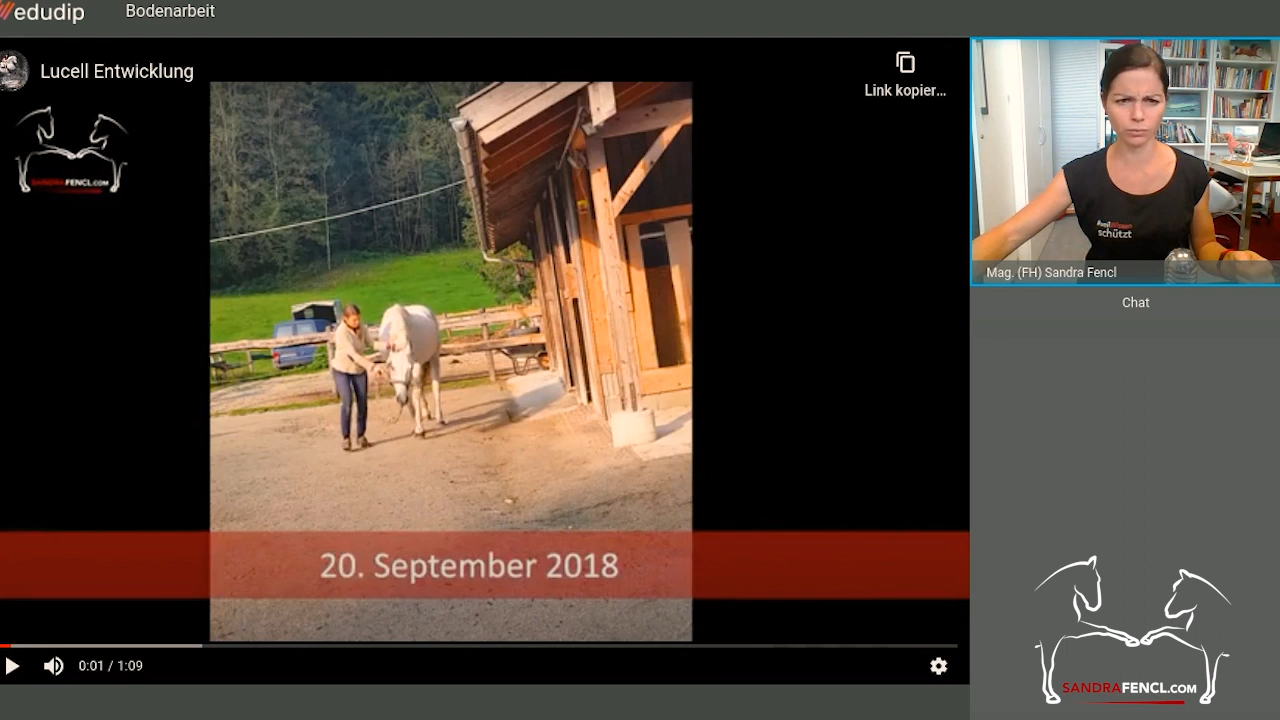 edudip
Bodenarbeit
Lucell Entwicklung
Link kopier...
SANDRAFENCL.COM
20. September 2018
0:01 / 1:09
schützt
Mag. (FH) Sandra Fencl
Chat
SANDRAFENCL.COM